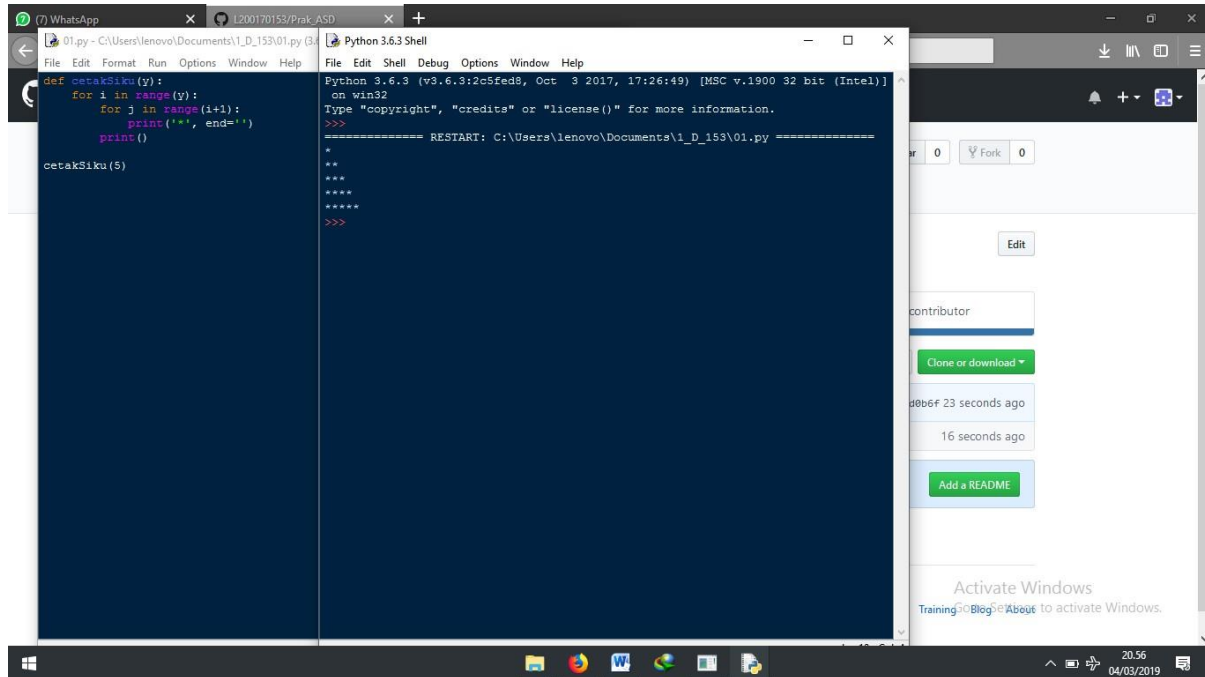 (7) WhatsApp
L200170153/Prak_ASD
01.py - C:\Users\lenovo\Documents\1_D_153\01.py (3.
File Edit Format Run Options Window Help
def cetakSiku(y):
    for i in range(y):
        for j in range(i+1):
            print('*', end='')
        print()
cetakSiku(5)
Python 3.6.3 Shell
File Edit Shell Debug Options Window Help
Python 3.6.3 (v3.6.3:2c5fed8, Oct  3 2017, 17:26:49) [MSC v.1900 32 bit (Intel)]
 on win32
Type "copyright", "credits" or "license()" for more information.
>>>
============== RESTART: C:\Users\lenovo\Documents\1_D_153\01.py ==============
*
**
***
****
*****
>>>
0 Fork 0
Edit
contributor
Clone or download
d0b6f 23 seconds ago
16 seconds ago
Add a README
Activate Windows
Go to Settings to activate Windows.
Training Blog About
20.56
04/03/2019